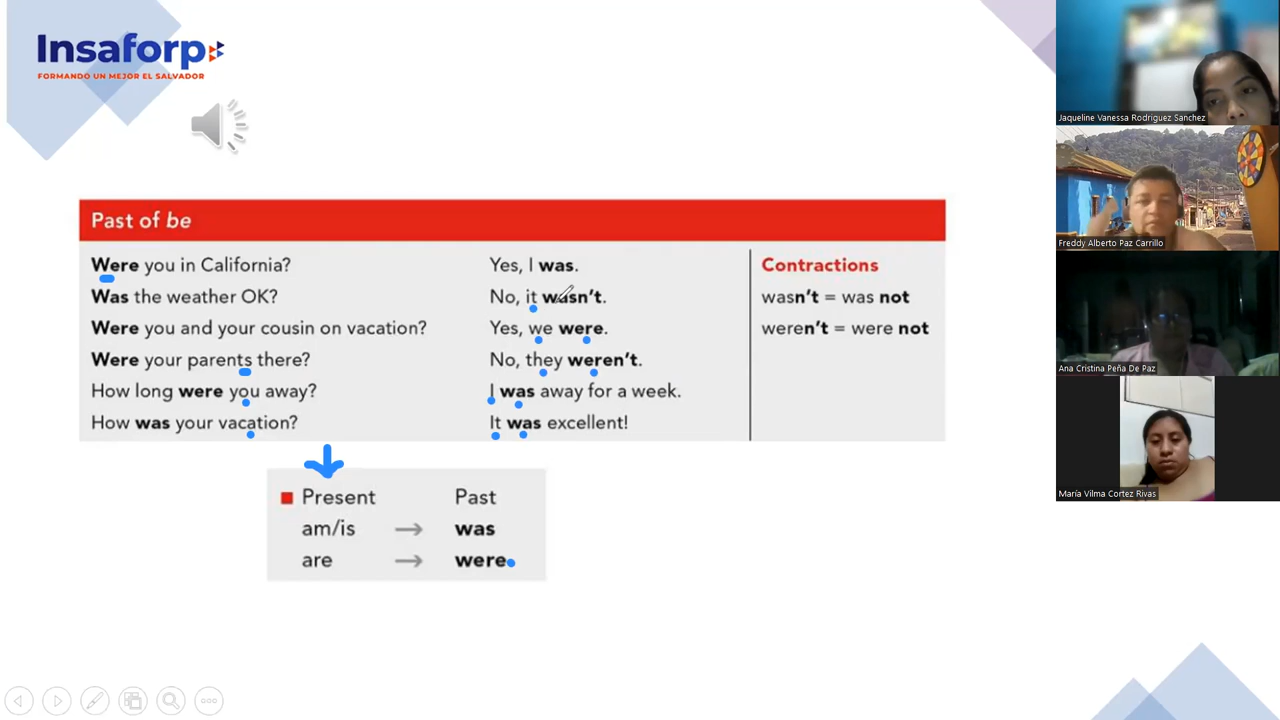 Insaforp
FORMANDO UN MEJOR EL SALVADOR
Past of be
Were you in California? Yes, I was.
Was the weather OK? No, it wasn't.
Were you and your cousin on vacation? Yes, we were.
Were your parents there? No, they weren't.
How long were you away? I was away for a week.
How was your vacation? It was excellent!
Contractions
wasn't = was not
weren't = were not
Present Past
am/is → was
are → were
Jaqueline Vanessa Rodriguez Sanchez
Freddy Alberto Paz Carrillo
Ana Cristina Peña De Paz
María Vilma Cortez Rivas